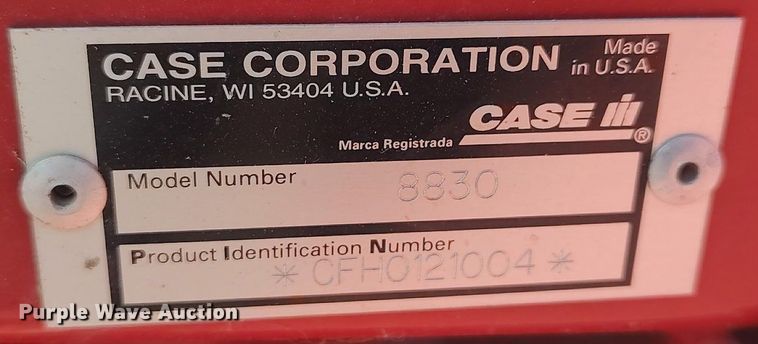 CASE CORPORATION
Made in U.S.A.
RACINE, WI 53404 U.S.A.
CASE IH ®
Marca Registrada
Model Number 8830
Product Identification Number
* CFH0121004 *
Purple Wave Auction